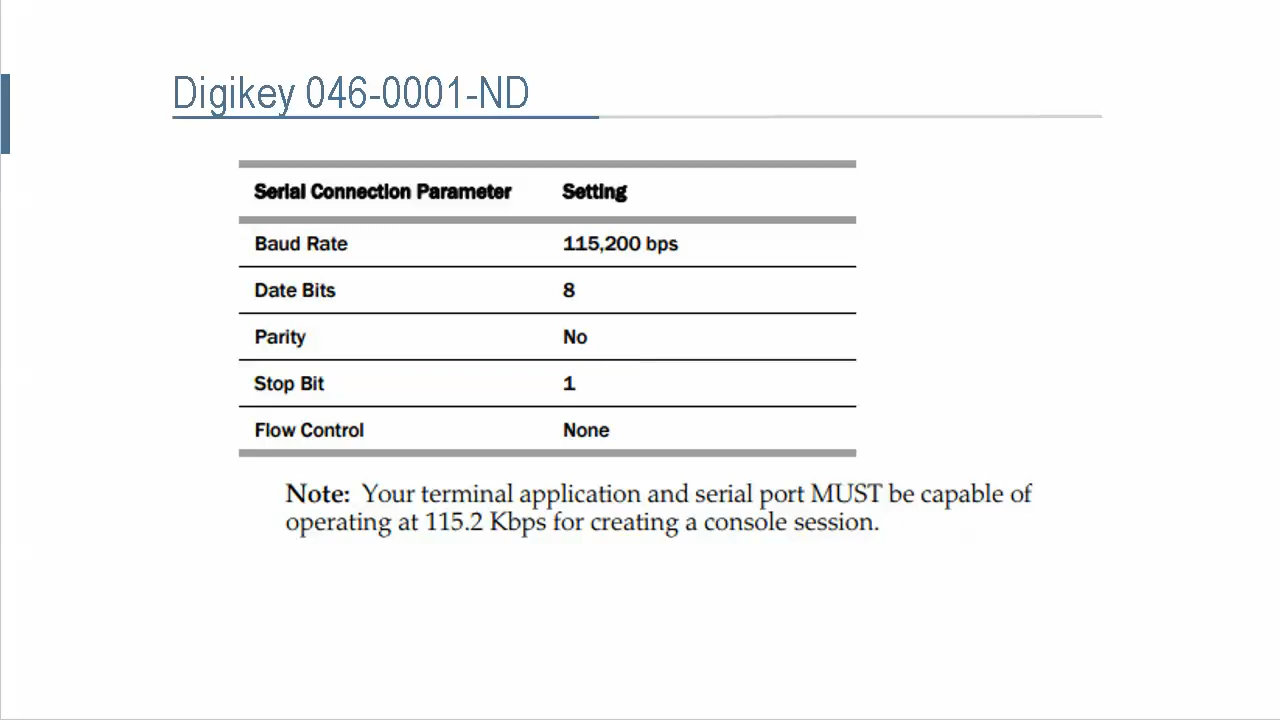 Digikey 046-0001-ND
Serial Connection Parameter Setting
Baud Rate 115,200 bps
Date Bits 8
Parity No
Stop Bit 1
Flow Control None
Note: Your terminal application and serial port MUST be capable of
operating at 115.2 Kbps for creating a console session.